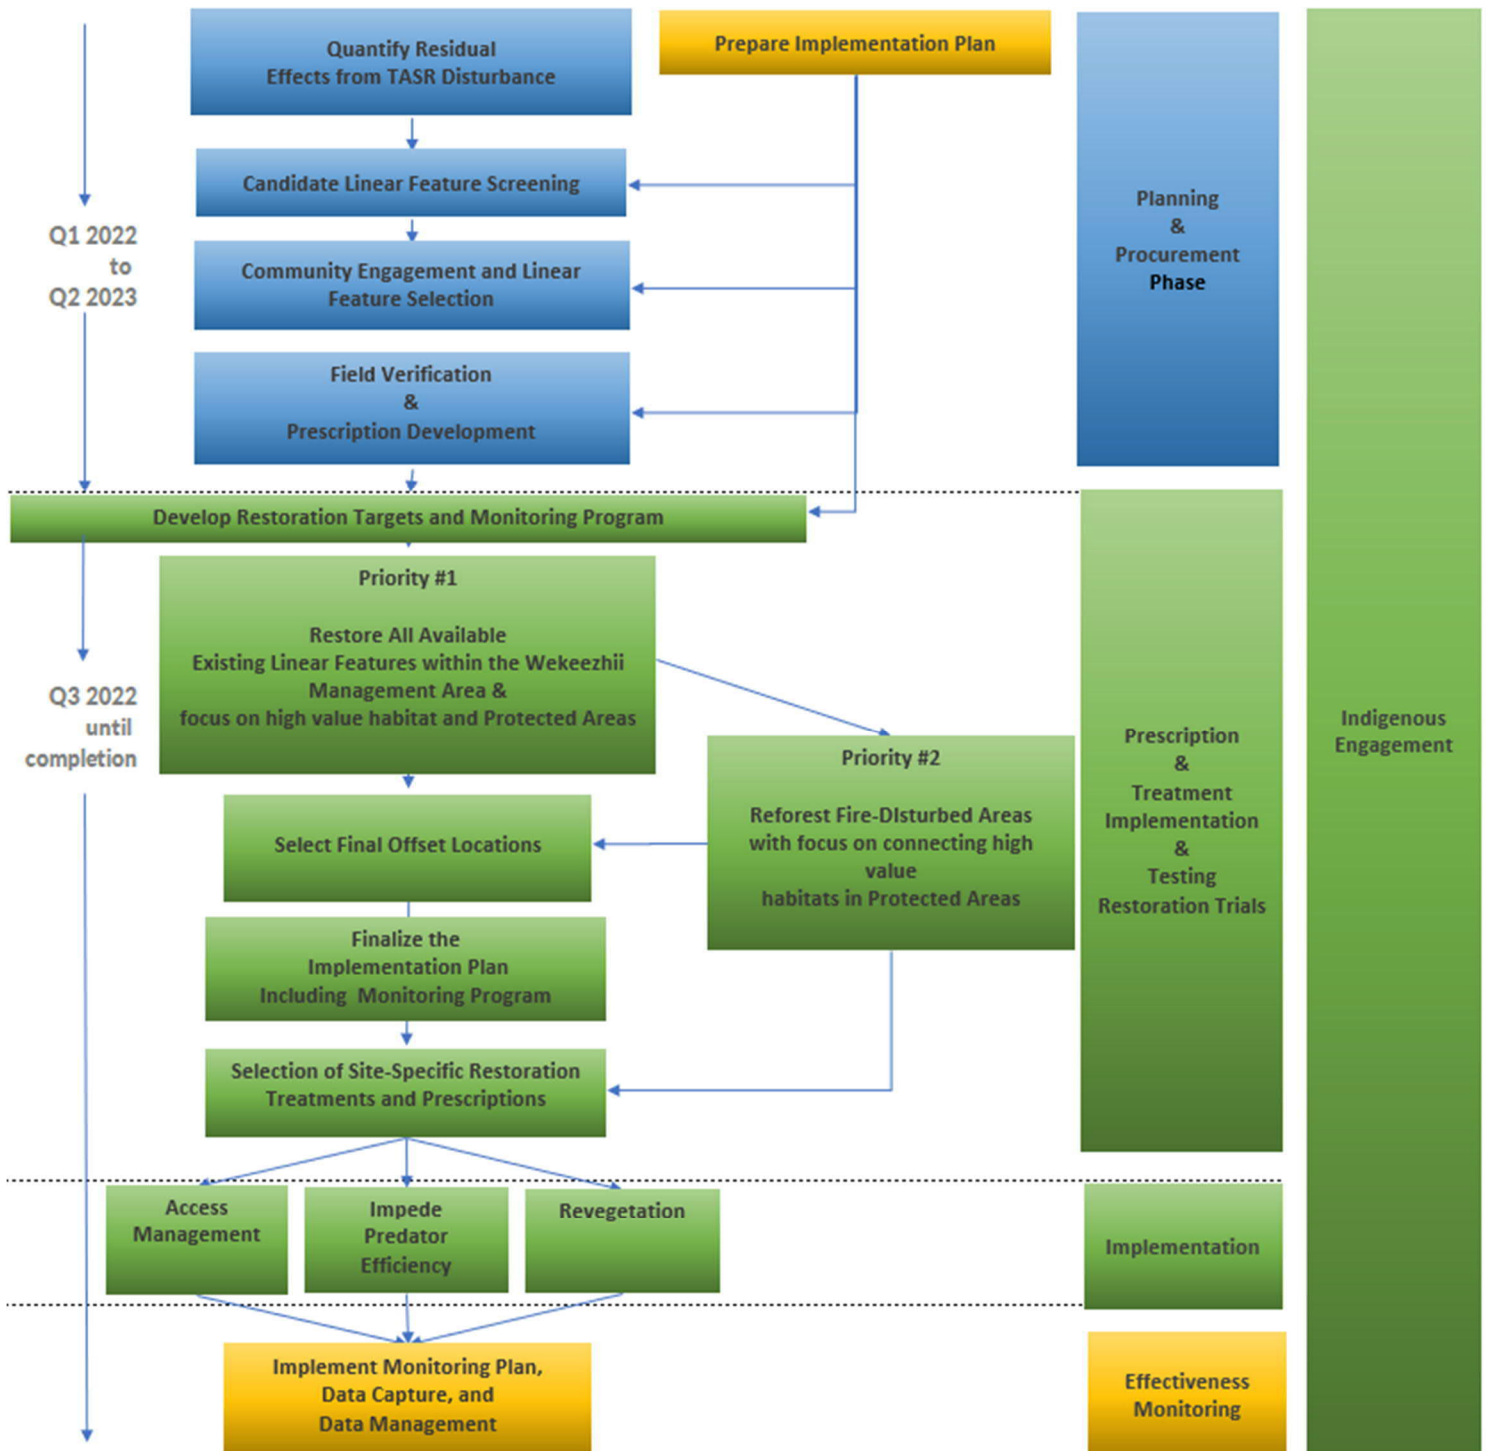 Quantify Residual
Effects from TASR Disturbance
Prepare Implementation Plan
Candidate Linear Feature Screening
Community Engagement and Linear
Feature Selection
Field Verification
&
Prescription Development
Q1 2022
to
Q2 2023
Planning
&
Procurement
Phase
Develop Restoration Targets and Monitoring Program
Priority #1
Restore All Available
Existing Linear Features within the Wekeezhii
Management Area &
focus on high value habitat and Protected Areas
Q3 2022
until
completion
Priority #2
Reforest Fire-DIsturbed Areas
with focus on connecting high
value
habitats in Protected Areas
Select Final Offset Locations
Finalize the
Implementation Plan
Including Monitoring Program
Selection of Site-Specific Restoration
Treatments and Prescriptions
Prescription
&
Treatment
Implementation
&
Testing
Restoration Trials
Indigenous
Engagement
Access
Management
Impede
Predator
Efficiency
Revegetation
Implementation
Implement Monitoring Plan,
Data Capture, and
Data Management
Effectiveness
Monitoring